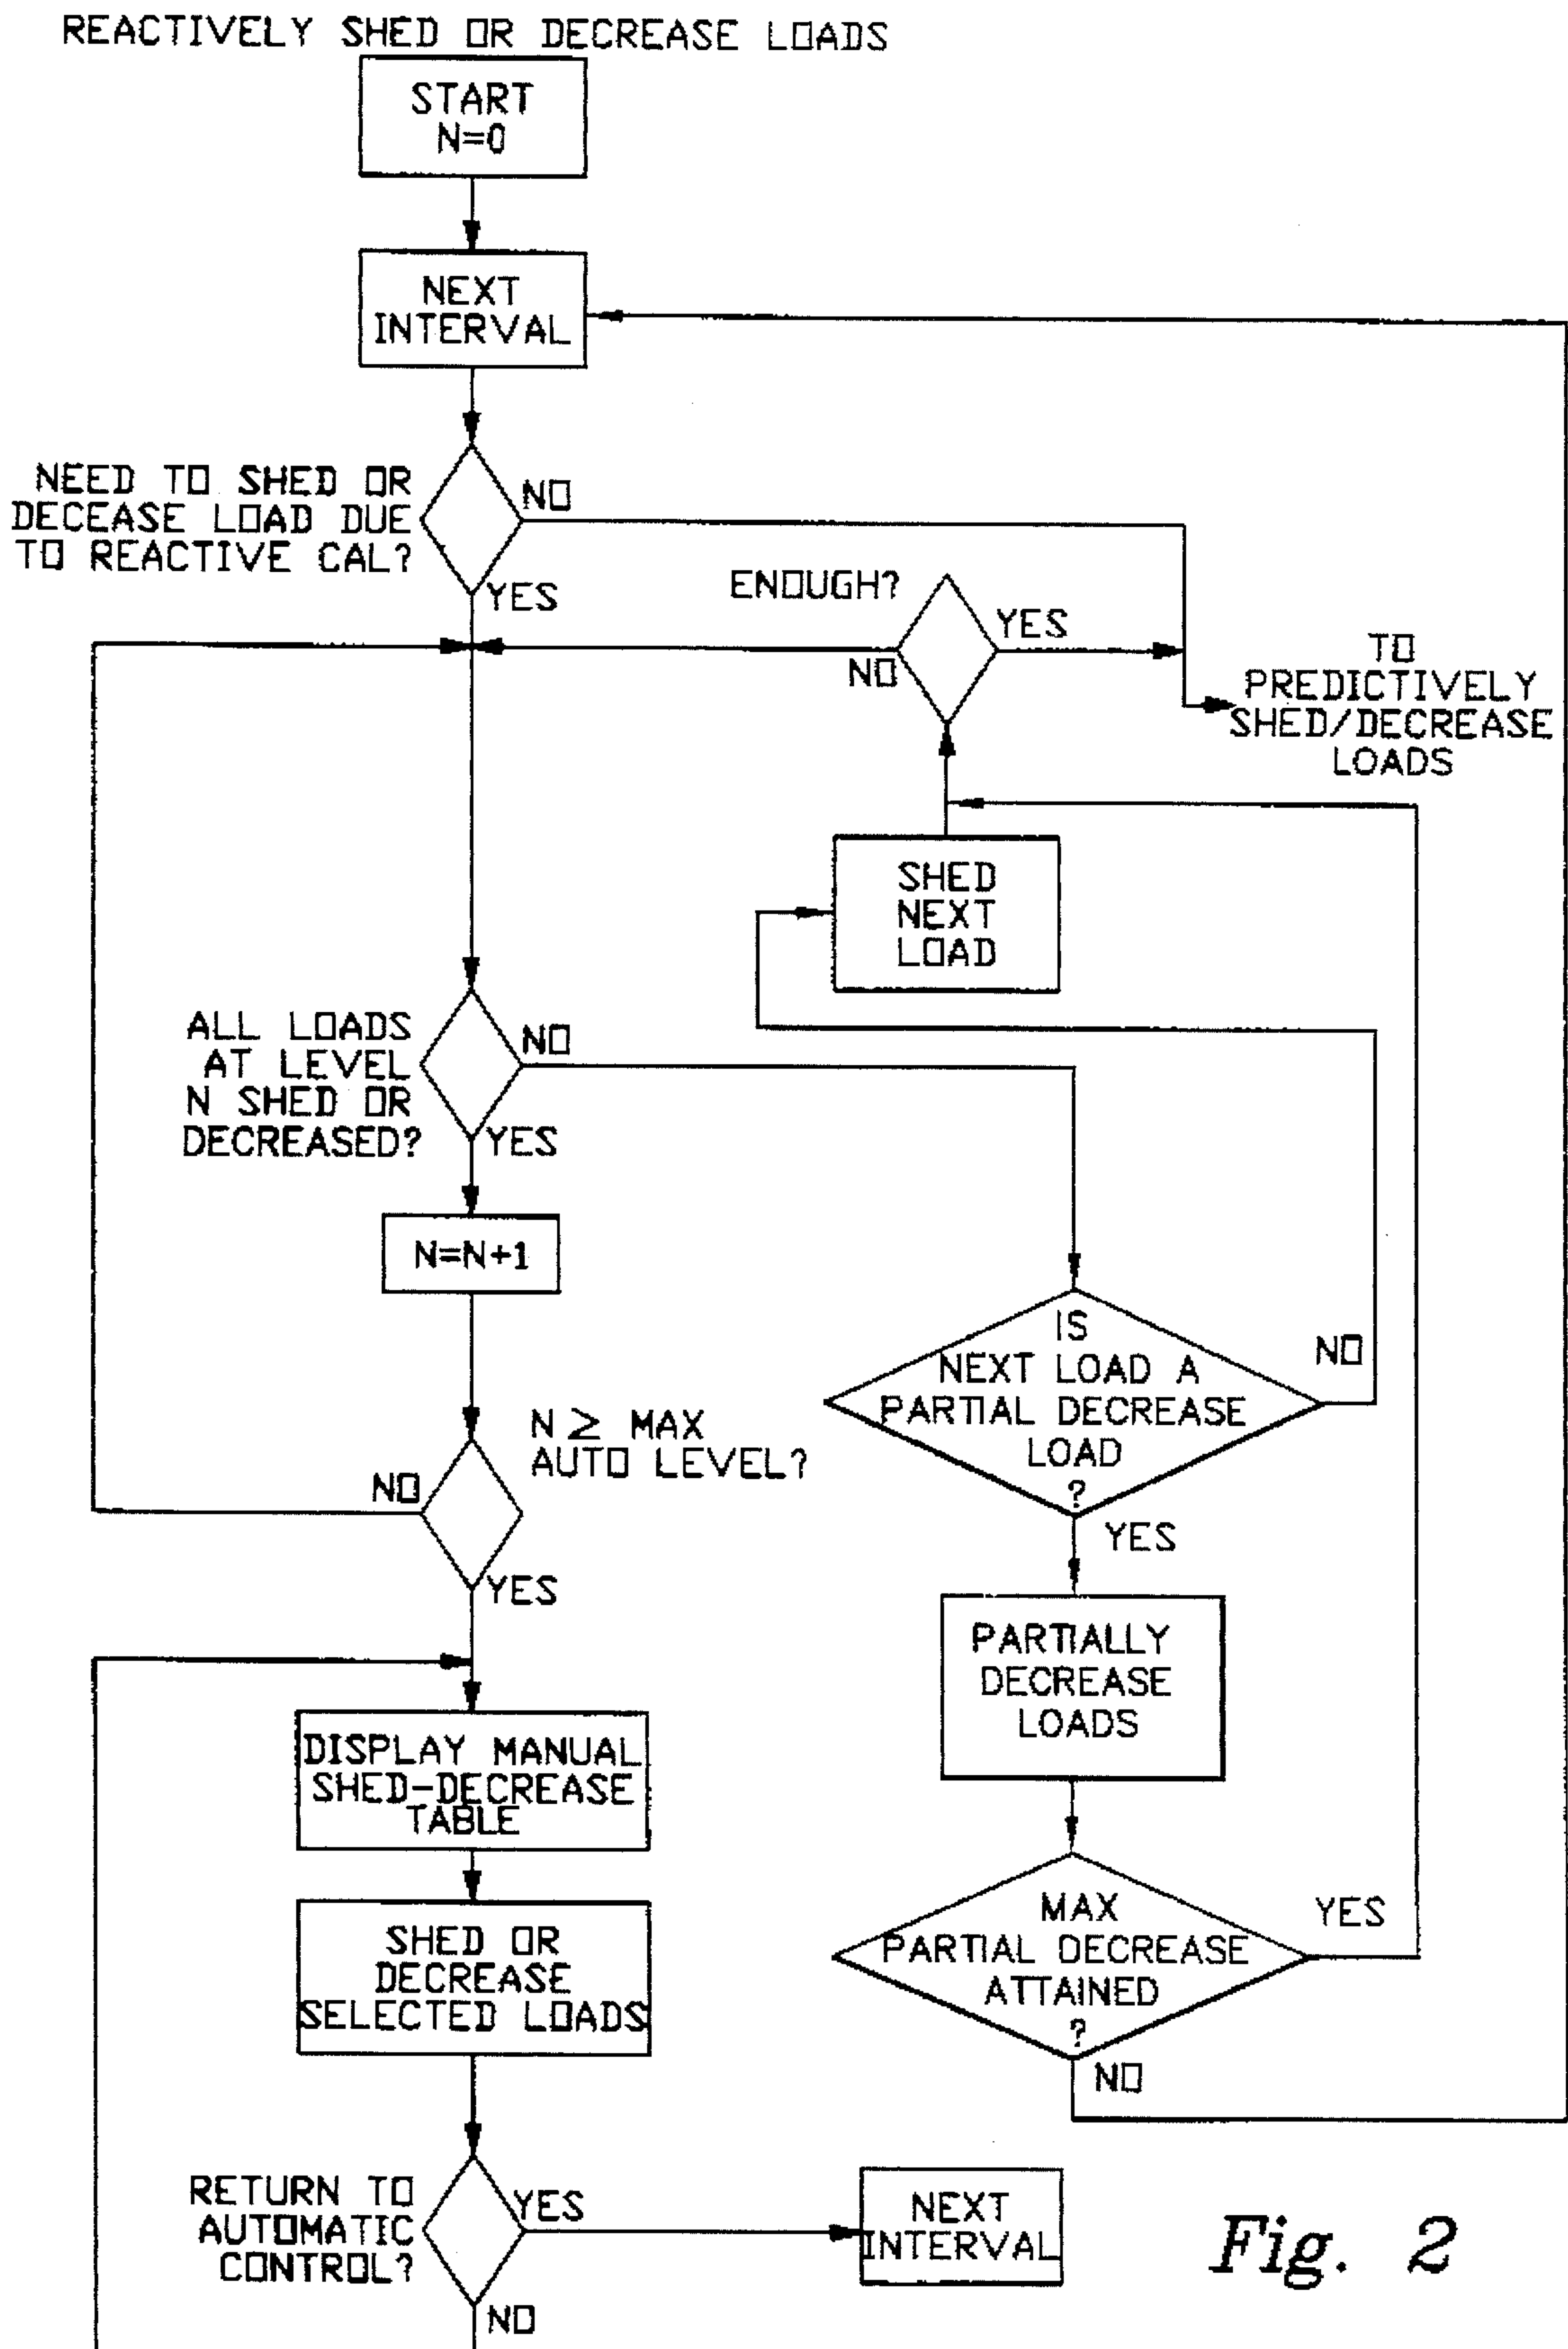 REACTIVELY SHED OR DECREASE LOADS
START
N=0
NEXT
INTERVAL
NEED TO SHED OR
DECEASE LOAD DUE
TO REACTIVE CAL?
NO
YES
ENOUGH?
YES
NO
TO
PREDICTIVELY
SHED/DECREASE
LOADS
SHED
NEXT
LOAD
ALL LOADS
AT LEVEL
N SHED OR
DECREASED?
NO
YES
N=N+1
IS
NEXT LOAD A
PARTIAL DECREASE
LOAD
?
NO
YES
N ≥ MAX
AUTO LEVEL?
NO
YES
PARTIALLY
DECREASE
LOADS
DISPLAY MANUAL
SHED-DECREASE
TABLE
SHED OR
DECREASE
SELECTED LOADS
MAX
PARTIAL DECREASE
ATTAINED
?
YES
NO
RETURN TO
AUTOMATIC
CONTROL?
YES
NO
NEXT
INTERVAL
Fig. 2